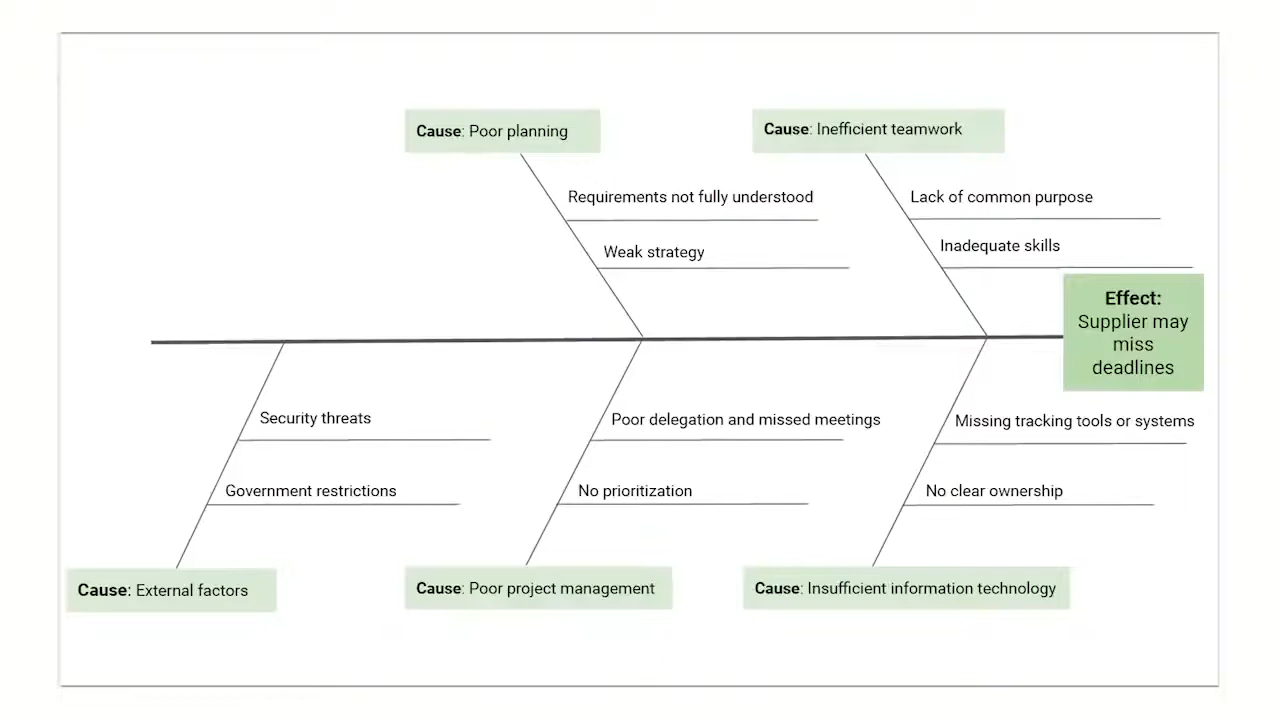 Cause: Poor planning
Cause: Inefficient teamwork
Requirements not fully understood
Lack of common purpose
Weak strategy
Inadequate skills
Effect:
Supplier may
miss
deadlines
Security threats
Poor delegation and missed meetings
Missing tracking tools or systems
Government restrictions
No prioritization
No clear ownership
Cause: External factors
Cause: Poor project management
Cause: Insufficient information technology